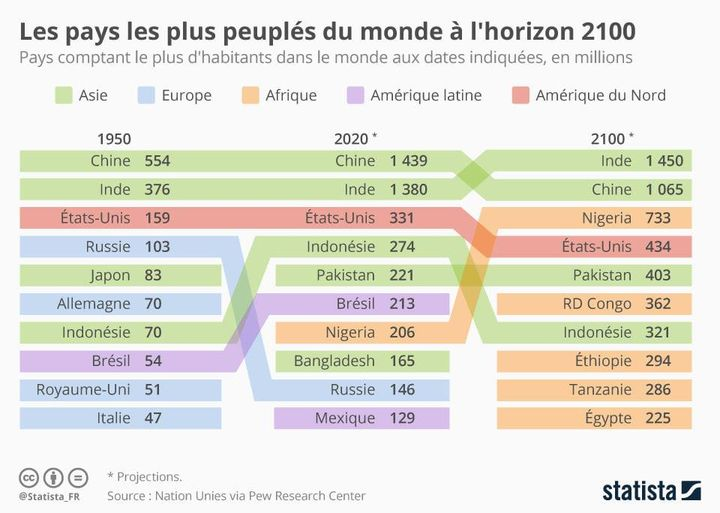 Les pays les plus peuplés du monde à l'horizon 2100
Pays comptant le plus d'habitants dans le monde aux dates indiquées, en millions
Asie Europe Afrique Amérique latine Amérique du Nord
1950 2020 * 2100 *
Chine 554 Chine 1 439 Inde 1 450
Inde 376 Inde 1 380 Chine 1 065
États-Unis 159 États-Unis 331 Nigeria 733
Russie 103 Indonésie 274 États-Unis 434
Japon 83 Pakistan 221 Pakistan 403
Allemagne 70 Brésil 213 RD Congo 362
Indonésie 70 Nigeria 206 Indonésie 321
Brésil 54 Bangladesh 165 Éthiopie 294
Royaume-Uni 51 Russie 146 Tanzanie 286
Italie 47 Mexique 129 Égypte 225
* Projections.
@Statista_FR Source : Nation Unies via Pew Research Center
statista